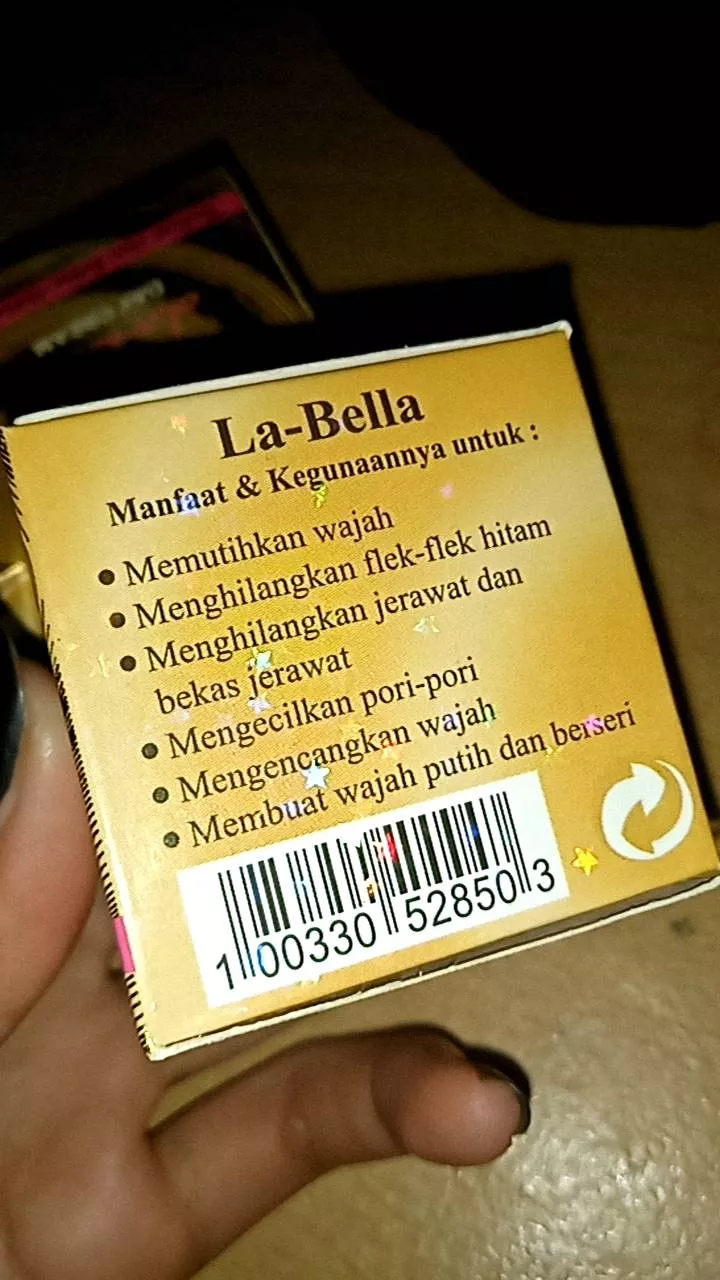 La-Bella
Manfaat & Kegunaannya untuk :
• Memutihkan wajah
• Menghilangkan flek-flek hitam
• Menghilangkan jerawat dan
bekas jerawat
• Mengecilkan pori-pori
• Mengencangkan wajah
• Membuat wajah putih dan berseri
1 00330 52850 3